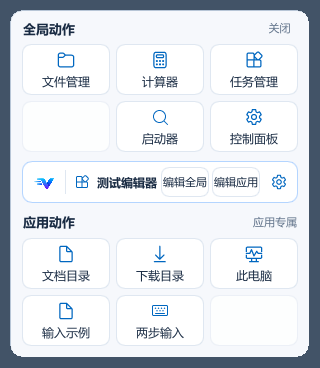 全局动作 关闭
文件管理 计算器 任务管理
启动器 控制面板
测试编辑器 编辑全局 编辑应用
应用动作 应用专属
文档目录 下载目录 此电脑
输入示例 两步输入